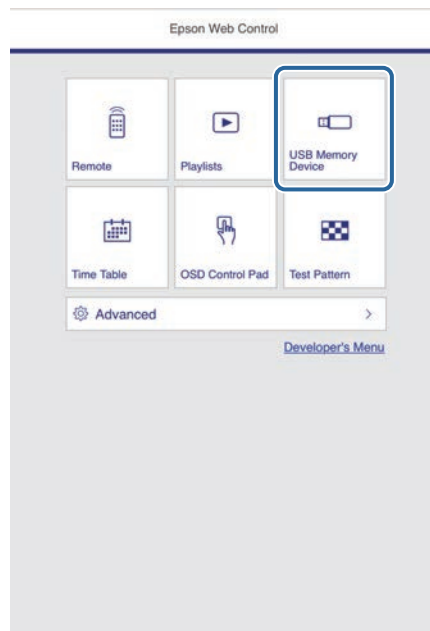 Epson Web Control
Remote
Playlists
USB Memory
Device
Time Table
OSD Control Pad
Test Pattern
Advanced
Developer's Menu